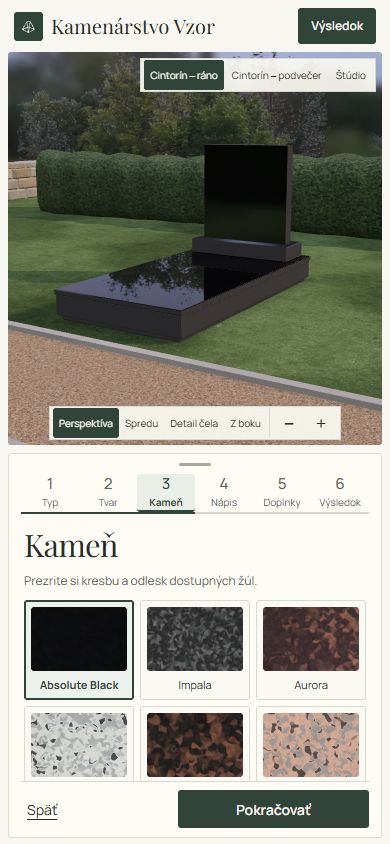 Kamenárstvo Vzor
Výsledok
Cintorín – ráno Cintorín – podvečer Štúdio
Perspektíva Spredu Detail čela Z boku − +
1 2 3 4 5 6
Typ Tvar Kameň Nápis Doplnky Výsledok
Kameň
Prezrite si kresbu a odlesk dostupných žúl.
Absolute Black Impala Aurora
Späť Pokračovať